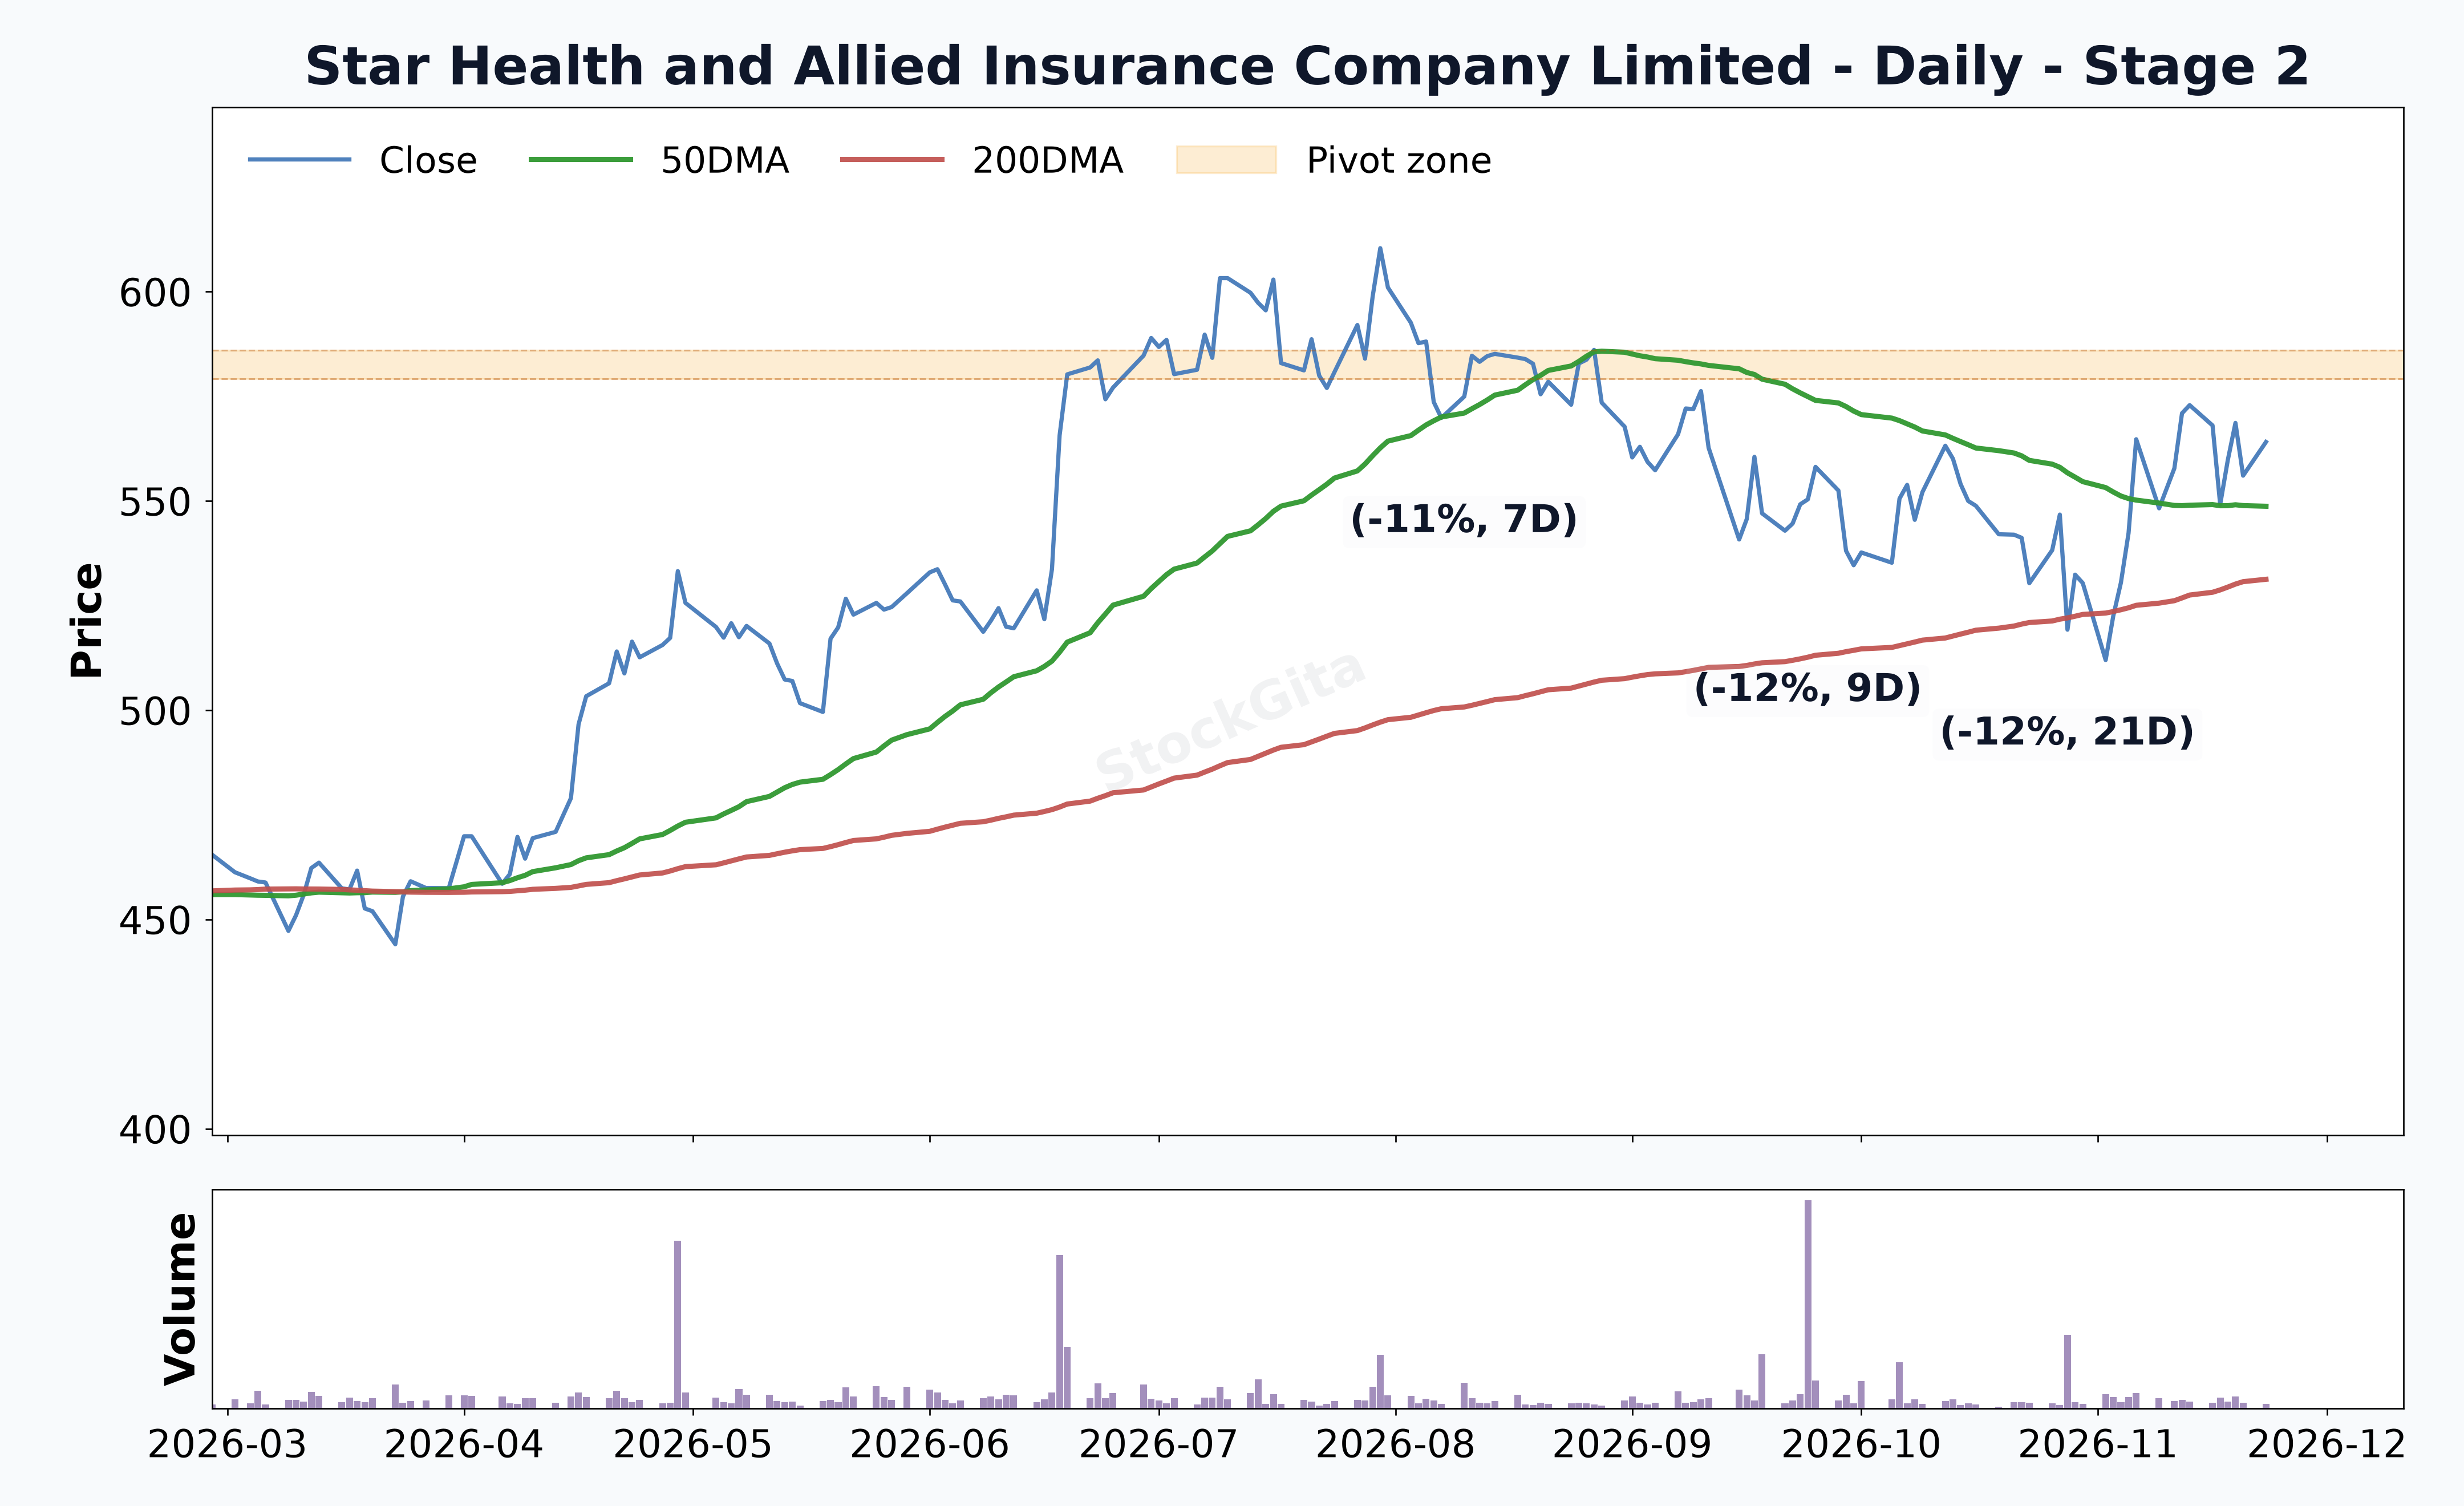 Star Health and Allied Insurance Company Limited - Daily - Stage 2
Close 50DMA 200DMA Pivot zone
600
550
500
450
400
Price
(-11%, 7D)
(-12%, 9D)
(-12%, 21D)
StockGita
Volume
2026-03 2026-04 2026-05 2026-06 2026-07 2026-08 2026-09 2026-10 2026-11 2026-12